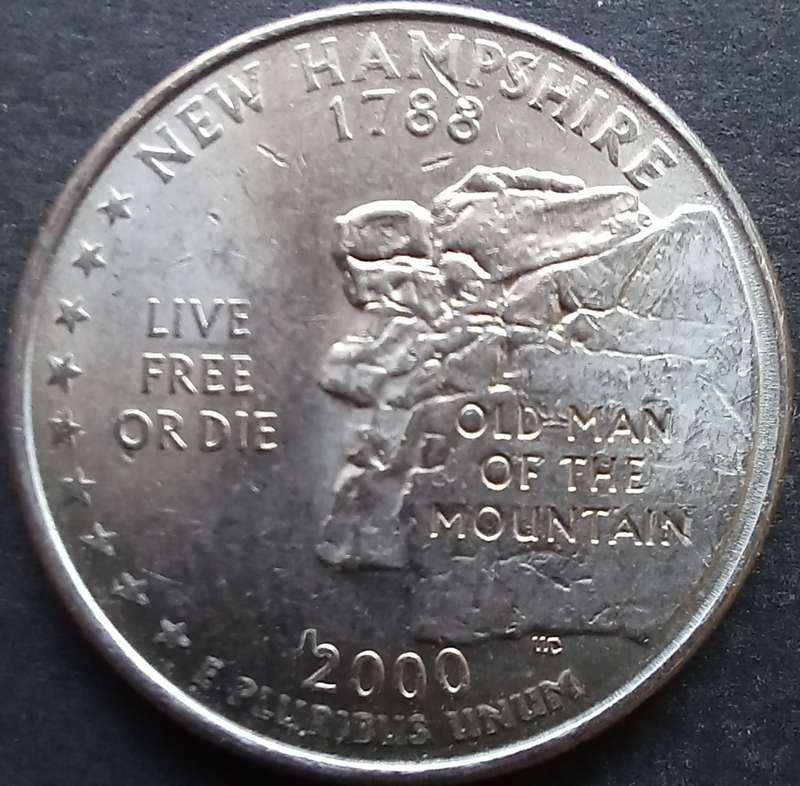 NEW HAMPSHIRE
1788
LIVE
FREE
OR DIE
OLD MAN
OF THE
MOUNTAIN
2000
E PLURIBUS UNUM